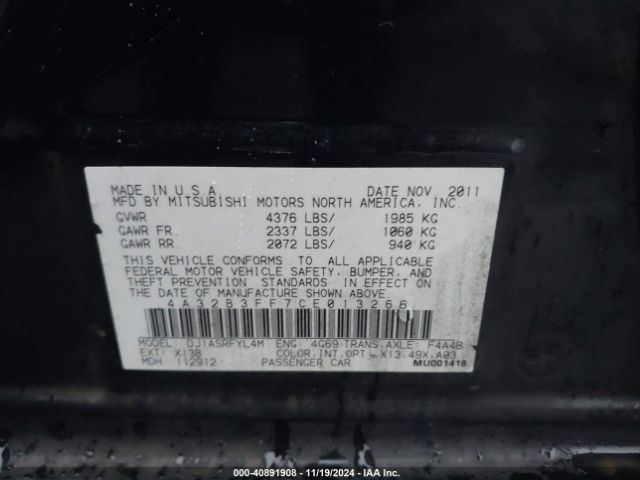 MADE IN U.S.A. DATE NOV. 2011
MFD BY MITSUBISHI MOTORS NORTH AMERICA, INC.
GVWR 4376 LBS/ 1985 KG
GAWR FR. 2337 LBS/ 1060 KG
GAWR RR. 2072 LBS/ 940 KG
THIS VEHICLE CONFORMS TO ALL APPLICABLE
FEDERAL MOTOR VEHICLE SAFETY, BUMPER, AND
THEFT PREVENTION STANDARDS IN EFFECT ON
THE DATE OF MANUFACTURE SHOWN ABOVE.
4A32B3FF7CE013266
MODEL: DJ1ASRFYL4M ENG: 4G69 TRANS.AXLE: F4A4B
EXT: X13B COLOR.INT.OPT: X13.49X.A03
MDH 112912 PASSENGER CAR MU001418
000-40891908 - 11/19/2024 - IAA Inc.